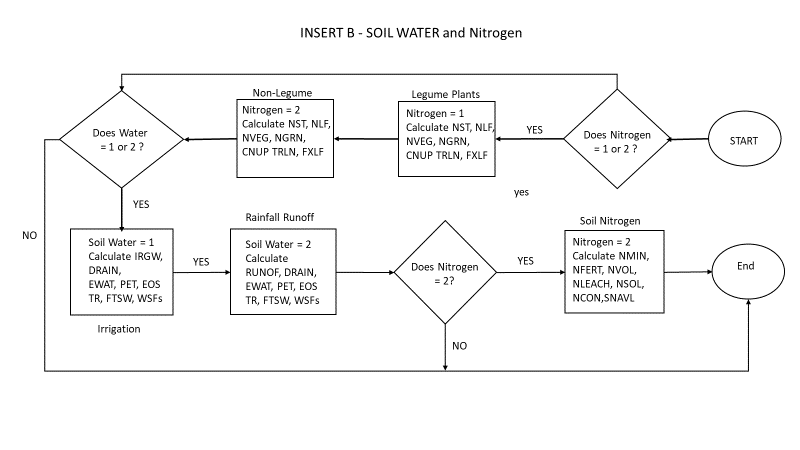 INSERT B - SOIL WATER and Nitrogen
Non-Legume
Legume Plants
START
Does Nitrogen
= 1 or 2 ?
YES
Nitrogen = 1
Calculate NST, NLF,
NVEG, NGRN,
CNUP TRLN, FXLF
Nitrogen = 2
Calculate NST, NLF,
NVEG, NGRN,
CNUP TRLN, FXLF
Does Water
= 1 or 2 ?
yes
YES
NO
Rainfall Runoff
Soil Nitrogen
Soil Water = 1
Calculate IRGW,
DRAIN,
EWAT, PET, EOS
TR, FTSW, WSFs
Irrigation
YES
Soil Water = 2
Calculate
RUNOF, DRAIN,
EWAT, PET, EOS
TR, FTSW, WSFs
Does Nitrogen
= 2?
YES
NO
Nitrogen = 2
Calculate NMIN,
NFERT, NVOL,
NLEACH, NSOL,
NCON,SNAVL
End